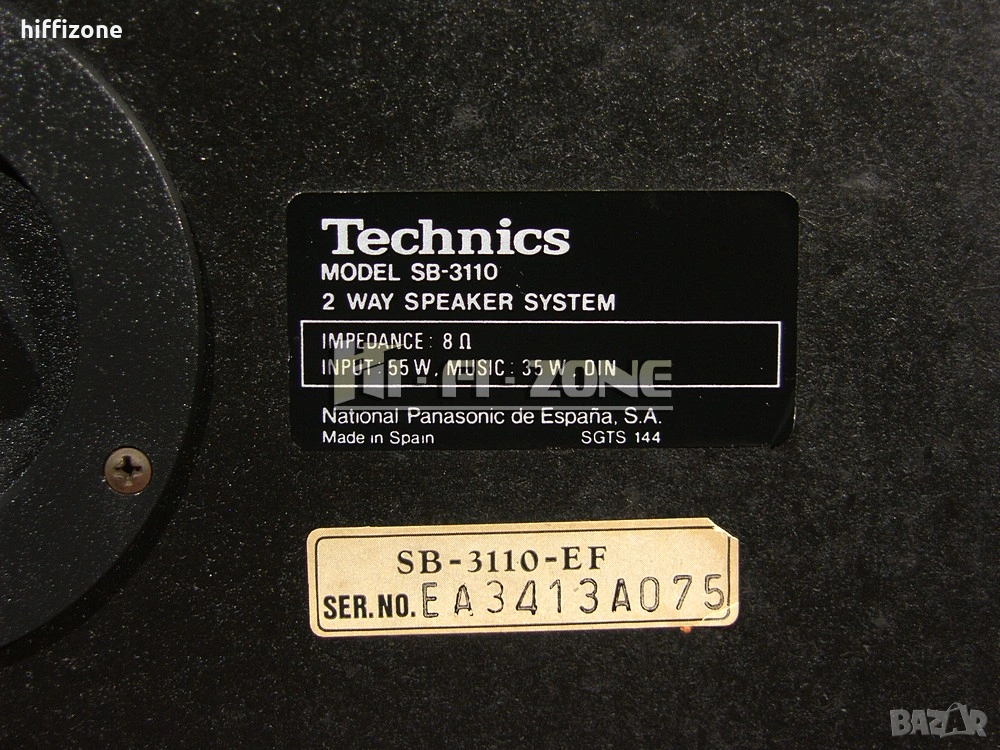 hiffizone
Technics
MODEL SB-3110
2 WAY SPEAKER SYSTEM
IMPEDANCE : 8 Ω
INPUT : 55 W, MUSIC : 35 W, DIN
HI-FI-ZONE
National Panasonic de España, S.A.
Made in Spain SGTS 144
SB-3110-EF
SER.NO. EA3413A075
BAZAR